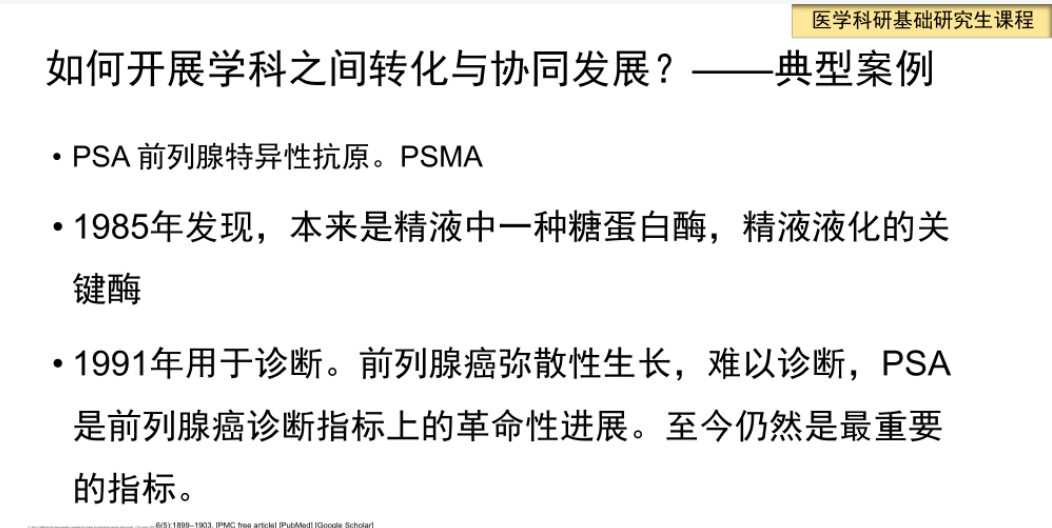 医学科研基础研究生课程
如何开展学科之间转化与协同发展？——典型案例
• PSA 前列腺特异性抗原。PSMA
• 1985年发现，本来是精液中一种糖蛋白酶，精液液化的关
键酶
• 1991年用于诊断。前列腺癌弥散性生长，难以诊断，PSA
是前列腺癌诊断指标上的革命性进展。至今仍然是最重要
的指标。
6(5):1899–1903. [PMC free article] [PubMed] [Google Scholar]